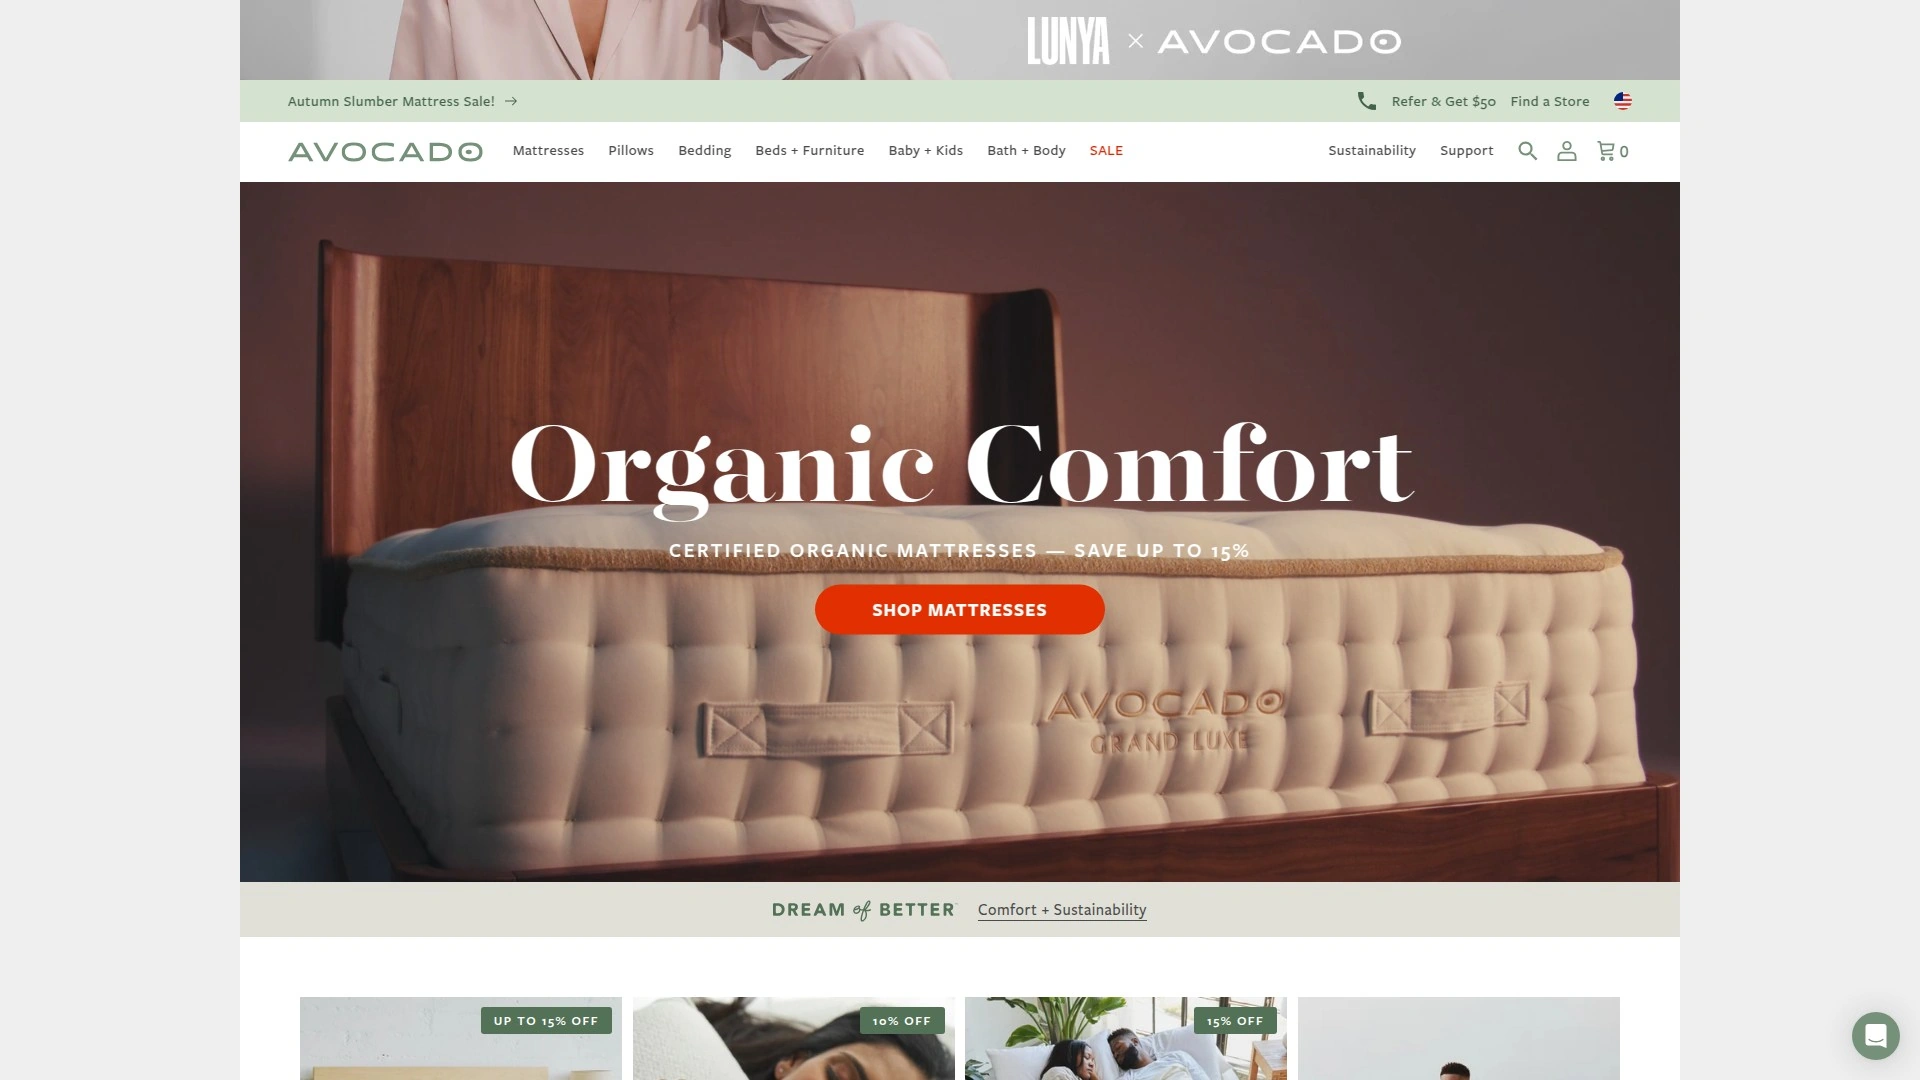 LUNYA × AVOCADO
Autumn Slumber Mattress Sale! →
Refer & Get $50 Find a Store
AVOCADO Mattresses Pillows Bedding Beds + Furniture Baby + Kids Bath + Body SALE Sustainability Support 0
Organic Comfort
CERTIFIED ORGANIC MATTRESSES — SAVE UP TO 15%
SHOP MATTRESSES
AVOCADO
GRAND LUXE
DREAM of BETTER Comfort + Sustainability
UP TO 15% OFF
10% OFF
15% OFF